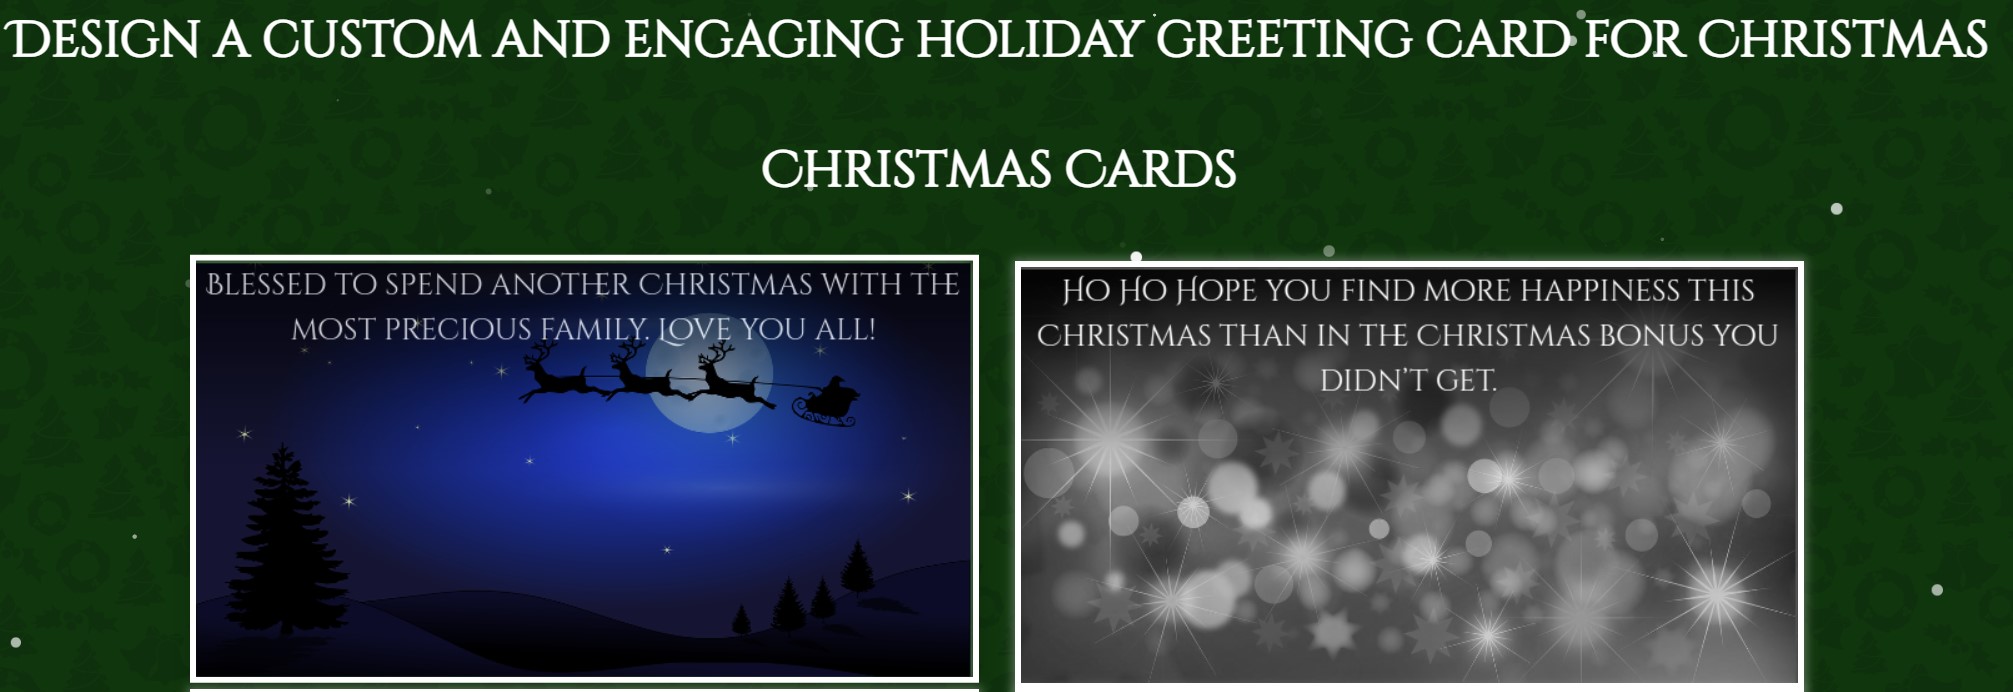 Design a custom and engaging holiday Greeting Card for Christmas
Christmas Cards
Blessed to spend another Christmas with the
most precious family. Love you all!
Ho Ho Hope you find more happiness this
Christmas than in the Christmas bonus you
didn’t get.